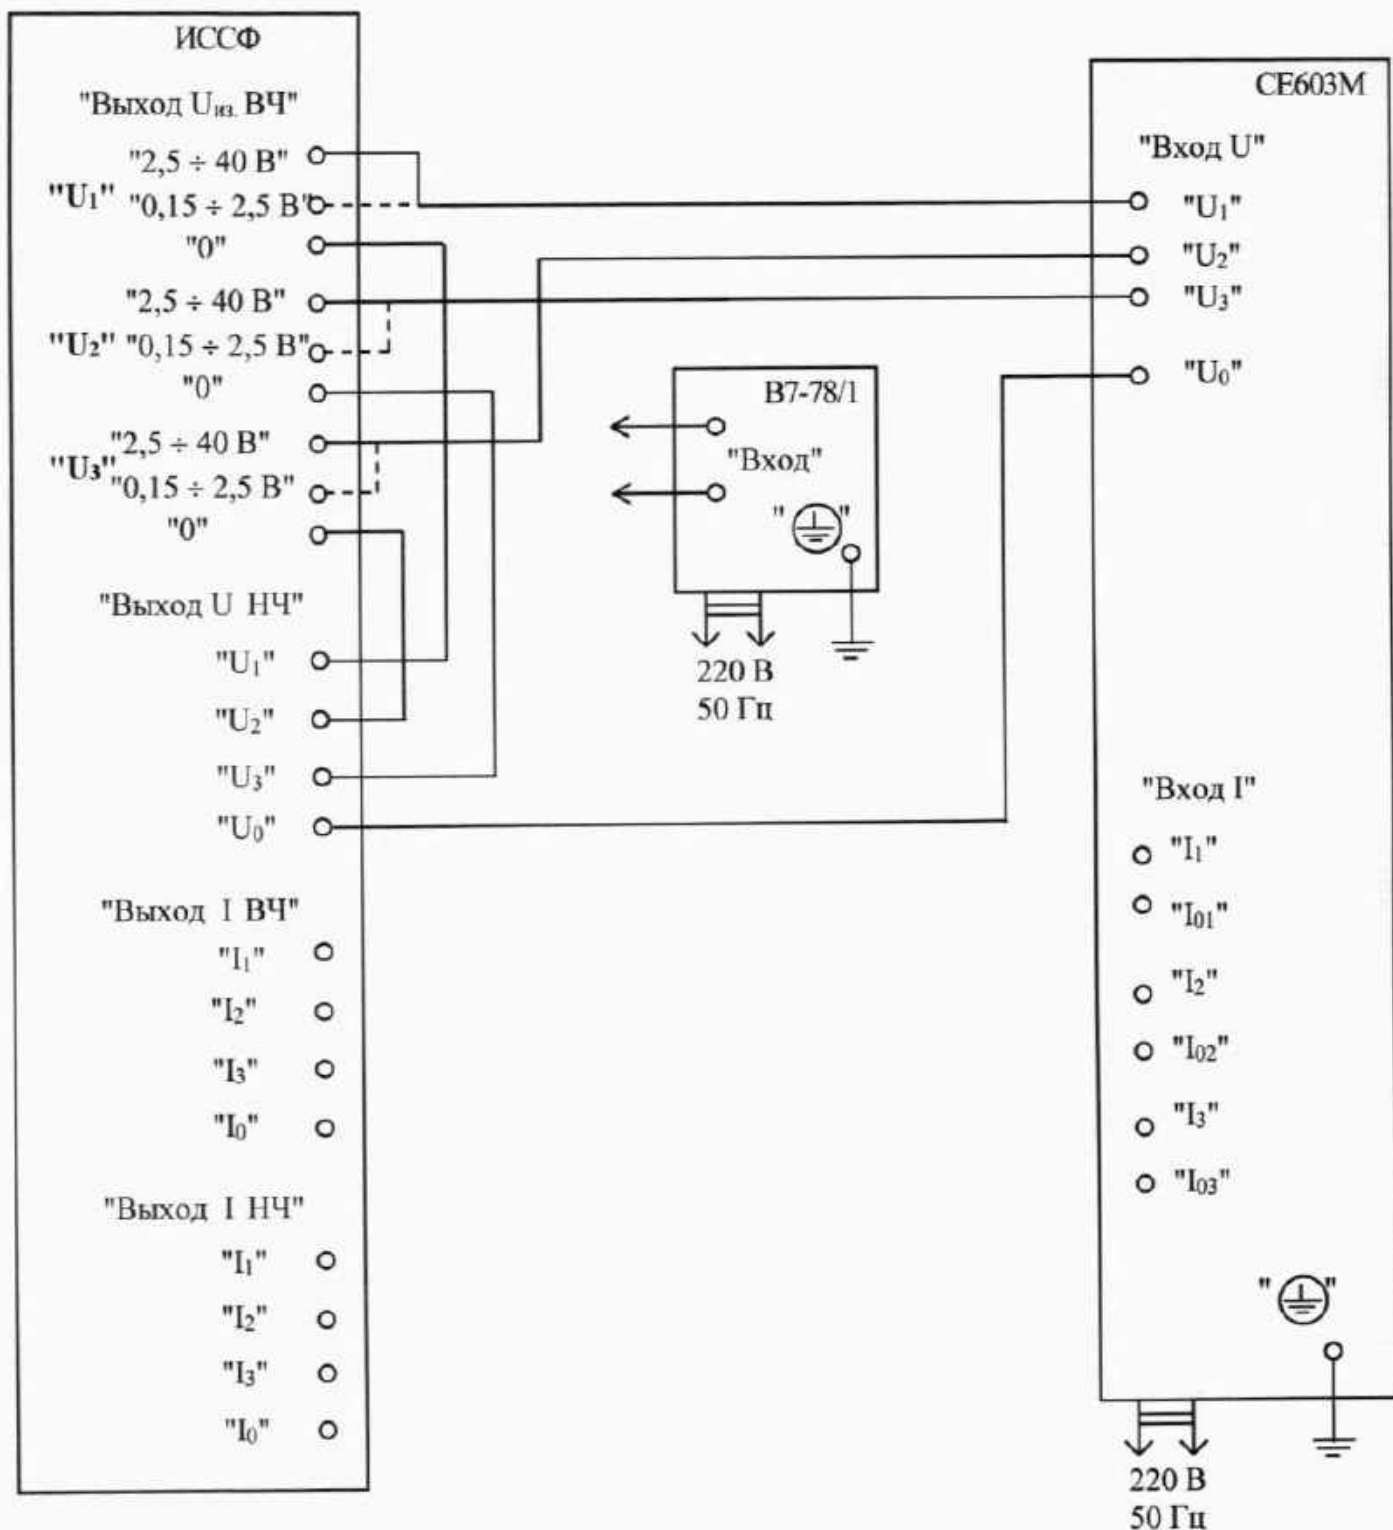 ИССФ
"Выход Uиз. ВЧ"
"2,5 ÷ 40 В"
"U₁" "0,15 ÷ 2,5 В"
"0"
"2,5 ÷ 40 В"
"U₂" "0,15 ÷ 2,5 В"
"0"
"2,5 ÷ 40 В"
"U₃"
"0,15 ÷ 2,5 В"
"0"
"Выход U НЧ"
"U₁"
"U₂"
"U₃"
"U₀"
"Выход I ВЧ"
"I₁"
"I₂"
"I₃"
"I₀"
"Выход I НЧ"
"I₁"
"I₂"
"I₃"
"I₀"
В7-78/1
"Вход"
" "
220 В
50 Гц
СЕ603М
"Вход U"
"U₁"
"U₂"
"U₃"
"U₀"
"Вход I"
"I₁"
"I₀₁"
"I₂"
"I₀₂"
"I₃"
"I₀₃"
" "
220 В
50 Гц